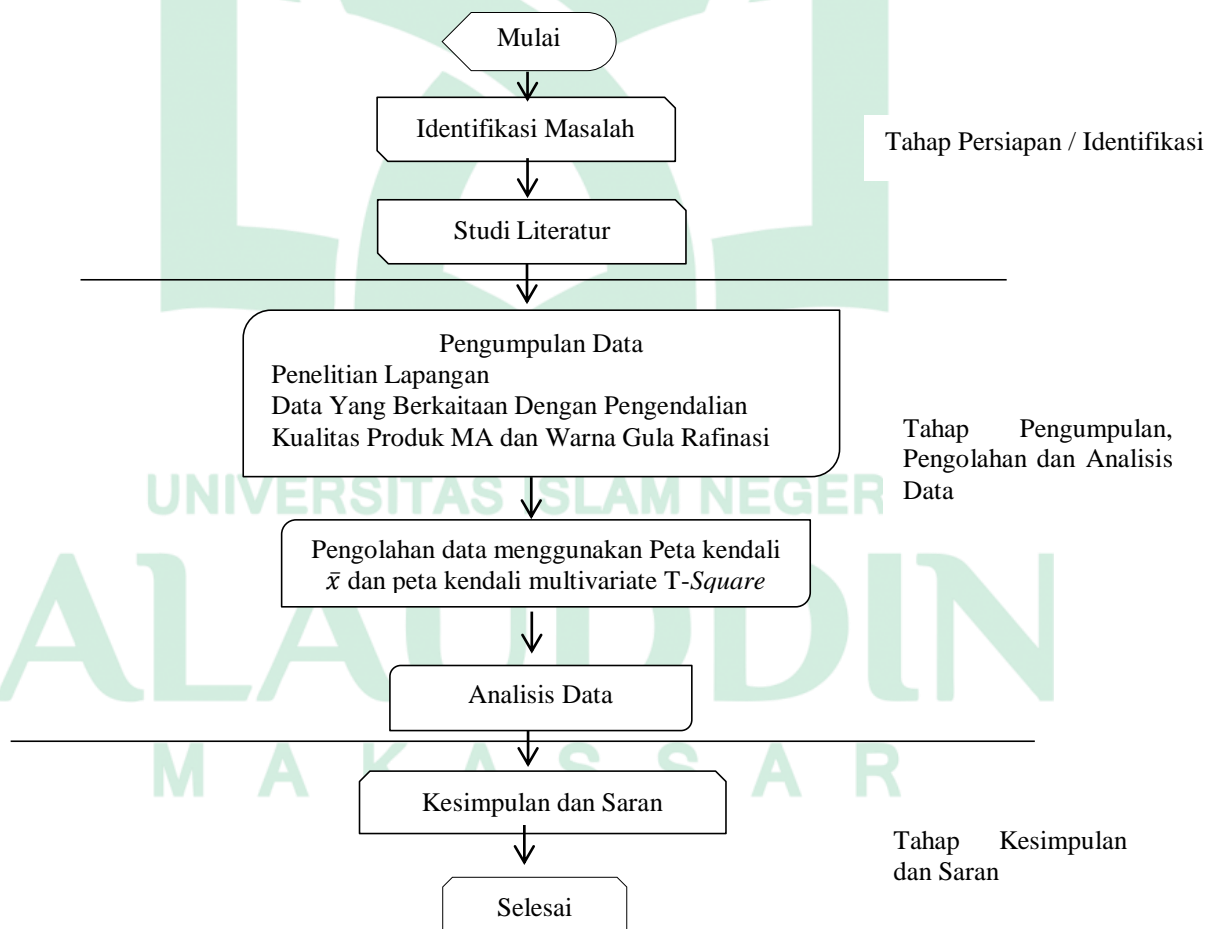 Mulai
Identifikasi Masalah
Tahap Persiapan / Identifikasi
Studi Literatur
Pengumpulan Data
Penelitian Lapangan
Data Yang Berkaitaan Dengan Pengendalian
Kualitas Produk MA dan Warna Gula Rafinasi
Tahap Pengumpulan,
Pengolahan dan Analisis
Data
UNIVERSITAS ISLAM NEGER
Pengolahan data menggunakan Peta kendali
x̄ dan peta kendali multivariate T-Square
ALAUDDIN
Analisis Data
MAKASSAR
Kesimpulan dan Saran
Tahap Kesimpulan
dan Saran
Selesai